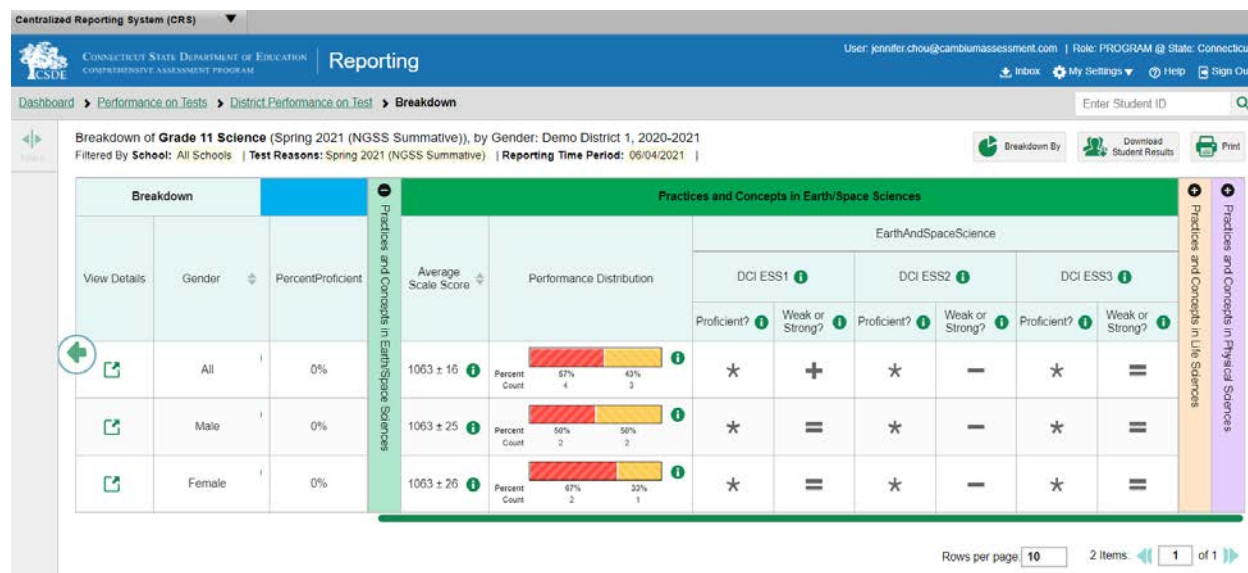 Centralized Reporting System (CRS)
CSDE
CONNECTICUT STATE DEPARTMENT OF EDUCATION
COMPREHENSIVE ASSESSMENT PROGRAM
Reporting
User: jennifer.chou@cambiumassessment.com | Role: PROGRAM @ State: Connecticu
Inbox My Settings Help Sign Ou
Dashboard > Performance on Tests > District Performance on Test > Breakdown
Enter Student ID
Breakdown of Grade 11 Science (Spring 2021 (NGSS Summative)), by Gender: Demo District 1, 2020-2021
Filtered By School: All Schools | Test Reasons: Spring 2021 (NGSS Summative) | Reporting Time Period: 06/04/2021 |
Breakdown By
Download
Student Results
Print
Breakdown
Practices and Concepts in Earth/Space Sciences
Practices and Concepts in Earth/Space Sciences
Practices and Concepts in Life Sciences
Practices and Concepts in Physical Sciences
View Details
Gender
PercentProficient
Average
Scale Score
Performance Distribution
EarthAndSpaceScience
DCI ESS1
DCI ESS2
DCI ESS3
Proficient?
Weak or
Strong?
Proficient?
Weak or
Strong?
Proficient?
Weak or
Strong?
All 0% 1063 ± 16
Percent 57% 43%
Count 4 3
* + * − * =
Male 0% 1063 ± 25
Percent 50% 50%
Count 2 2
* = * − * =
Female 0% 1063 ± 26
Percent 67% 33%
Count 2 1
* = * − * =
Rows per page: 10 2 Items: 1 of 1